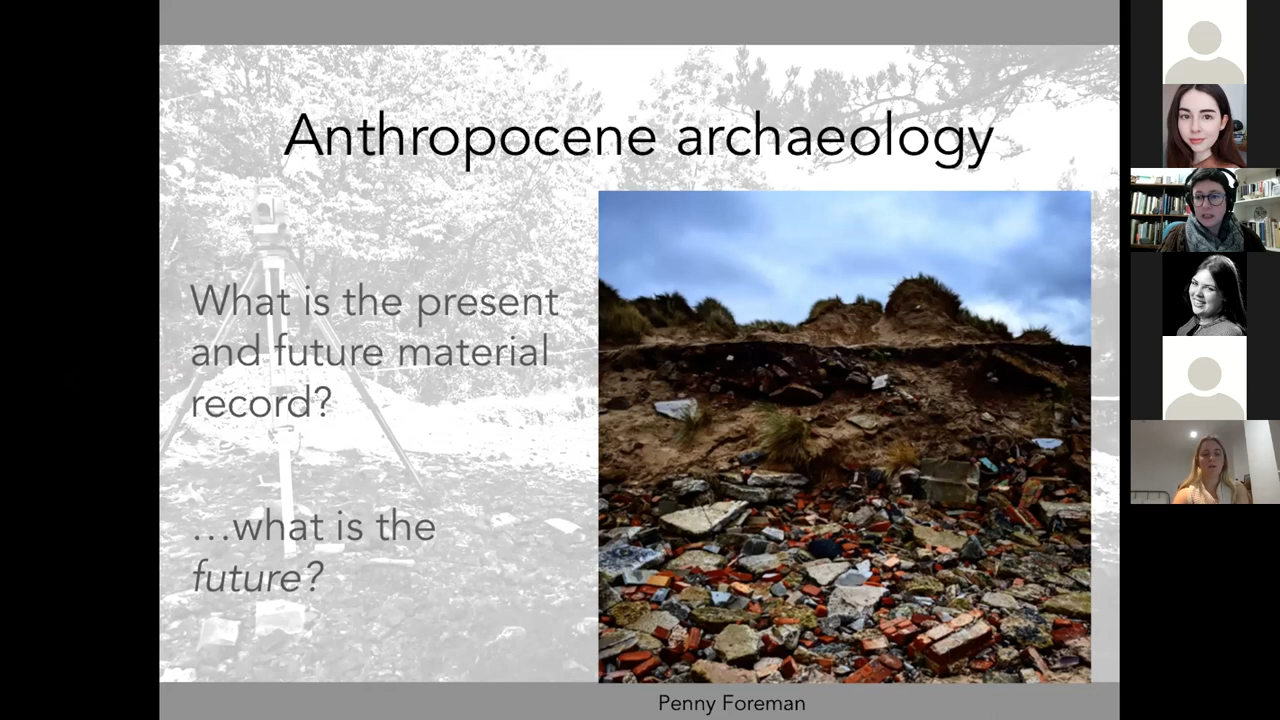 Anthropocene archaeology
What is the present
and future material
record?
…what is the
future?
Penny Foreman